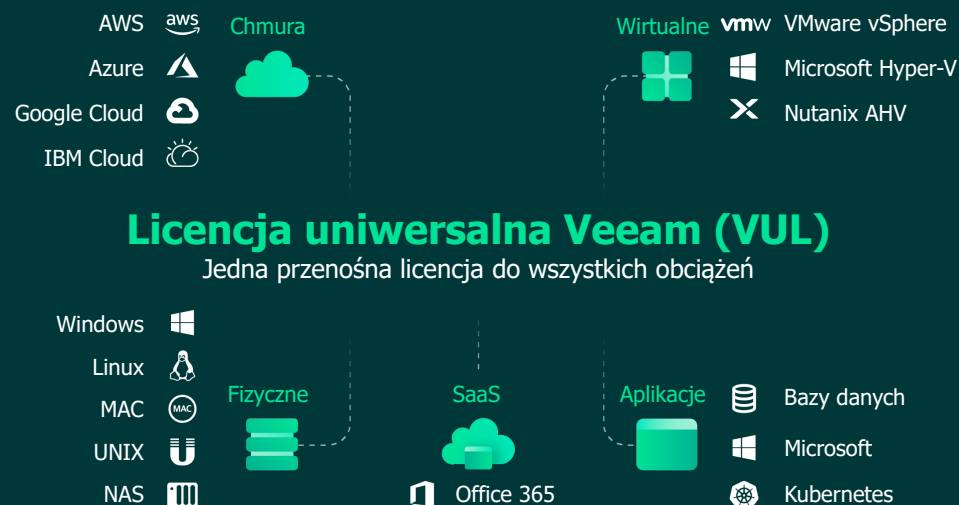 AWS aws
Chmura
Azure
Google Cloud
IBM Cloud
Wirtualne
vmw VMware vSphere
Microsoft Hyper-V
Nutanix AHV
Licencja uniwersalna Veeam (VUL)
Jedna przenośna licencja do wszystkich obciążeń
Windows
Linux
MAC MAC
UNIX
NAS
Fizyczne
SaaS
Office 365
Aplikacje
Bazy danych
Microsoft
Kubernetes